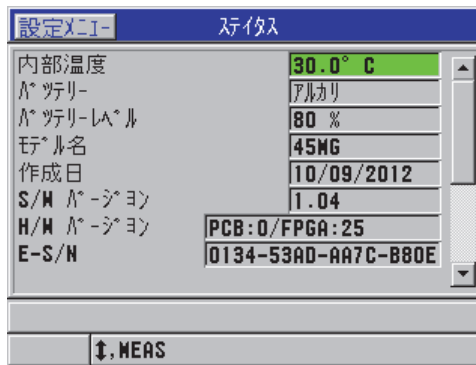 設定ﾒﾆｭｰ ｽﾃｲﾀｽ
内部温度 30.0° C
ﾊﾞｯﾃﾘｰ ｱﾙｶﾘ
ﾊﾞｯﾃﾘｰﾚﾍﾞﾙ 80 %
ﾓﾃﾞﾙ名 45MG
作成日 10/09/2012
S/W ﾊﾞｰｼﾞｮﾝ 1.04
H/W ﾊﾞｰｼﾞｮﾝ PCB:0/FPGA:25
E-S/N 0134-53AD-AA7C-B80E
↕,MEAS